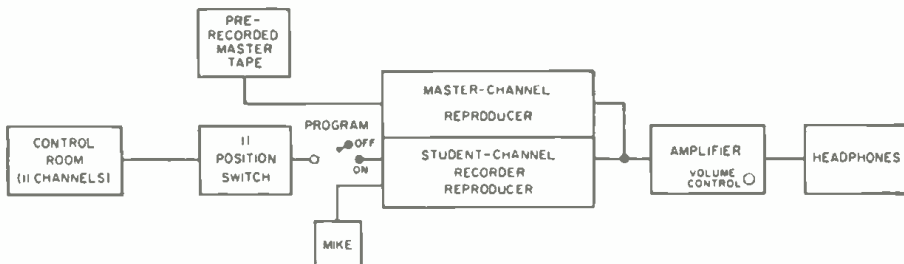 PRE-
RECORDED
MASTER
TAPE
CONTROL
ROOM
(11 CHANNELS)
11
POSITION
SWITCH
PROGRAM
OFF
ON
MIKE
MASTER-CHANNEL
REPRODUCER
STUDENT-CHANNEL
RECORDER
REPRODUCER
AMPLIFIER
VOLUME
CONTROL
HEADPHONES